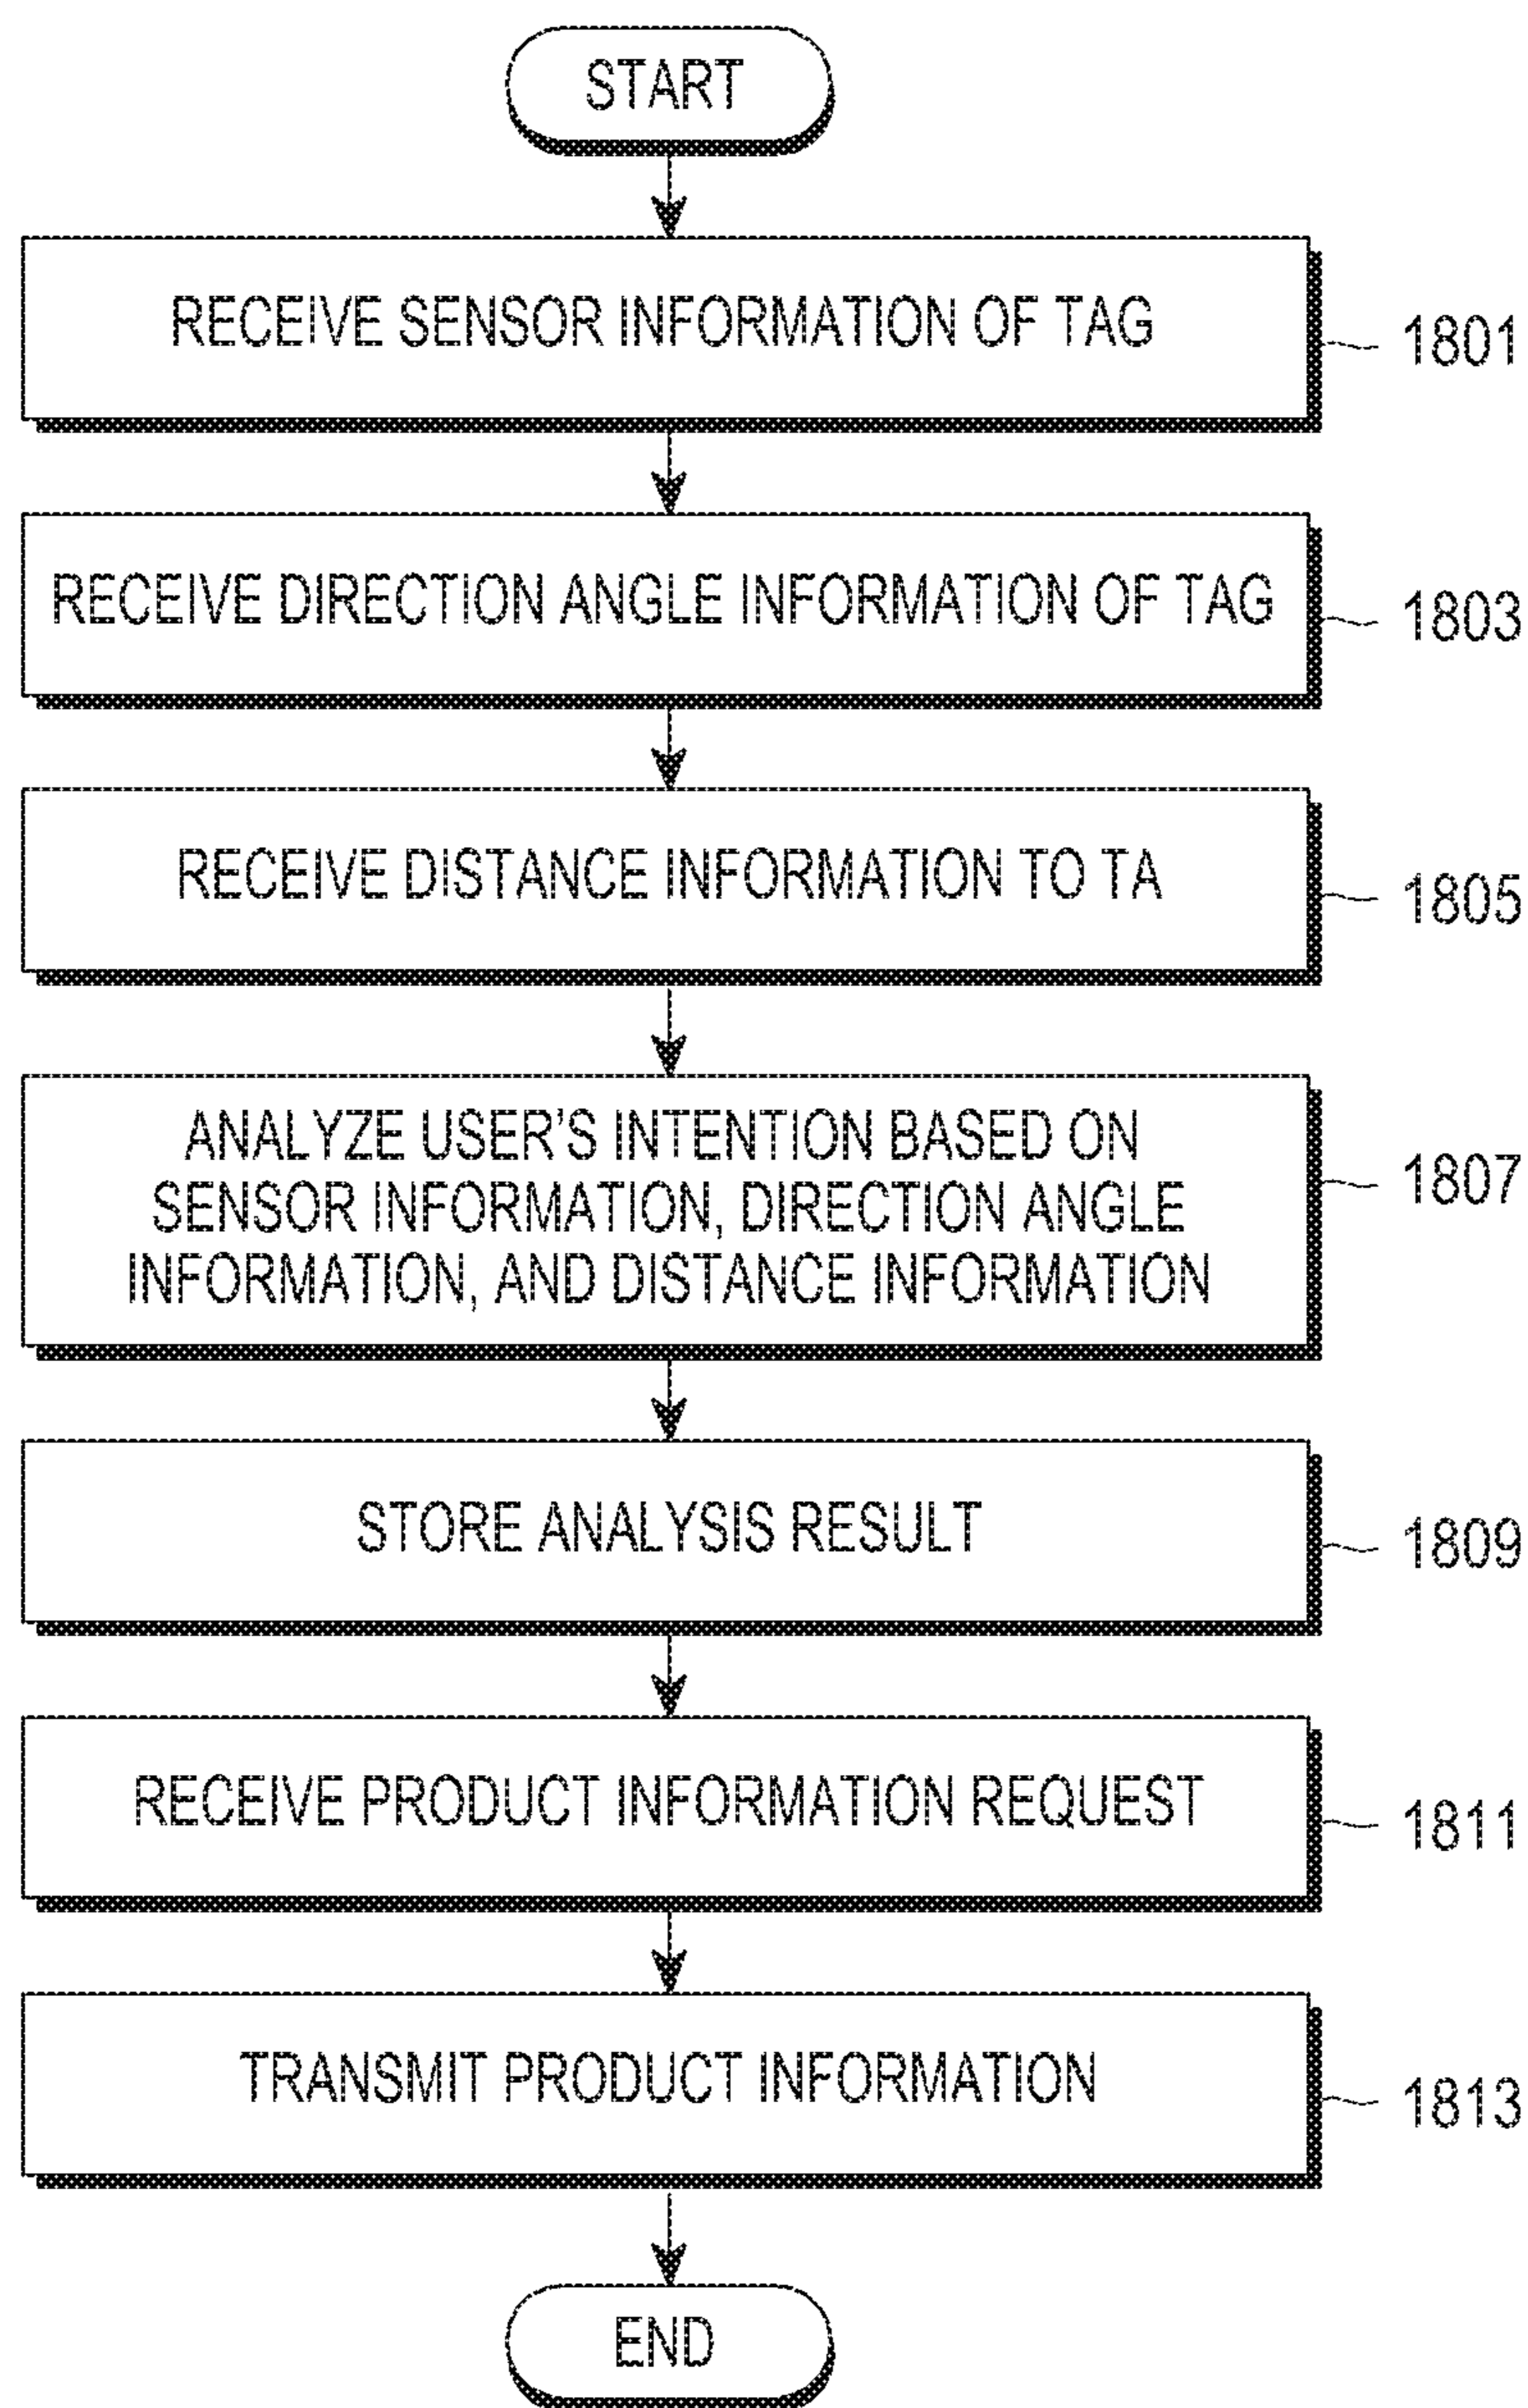 START
RECEIVE SENSOR INFORMATION OF TAG
1801
RECEIVE DIRECTION ANGLE INFORMATION OF TAG
1803
RECEIVE DISTANCE INFORMATION TO TA
1805
ANALYZE USER'S INTENTION BASED ON
SENSOR INFORMATION, DIRECTION ANGLE
INFORMATION, AND DISTANCE INFORMATION
1807
STORE ANALYSIS RESULT
1809
RECEIVE PRODUCT INFORMATION REQUEST
1811
TRANSMIT PRODUCT INFORMATION
1813
END